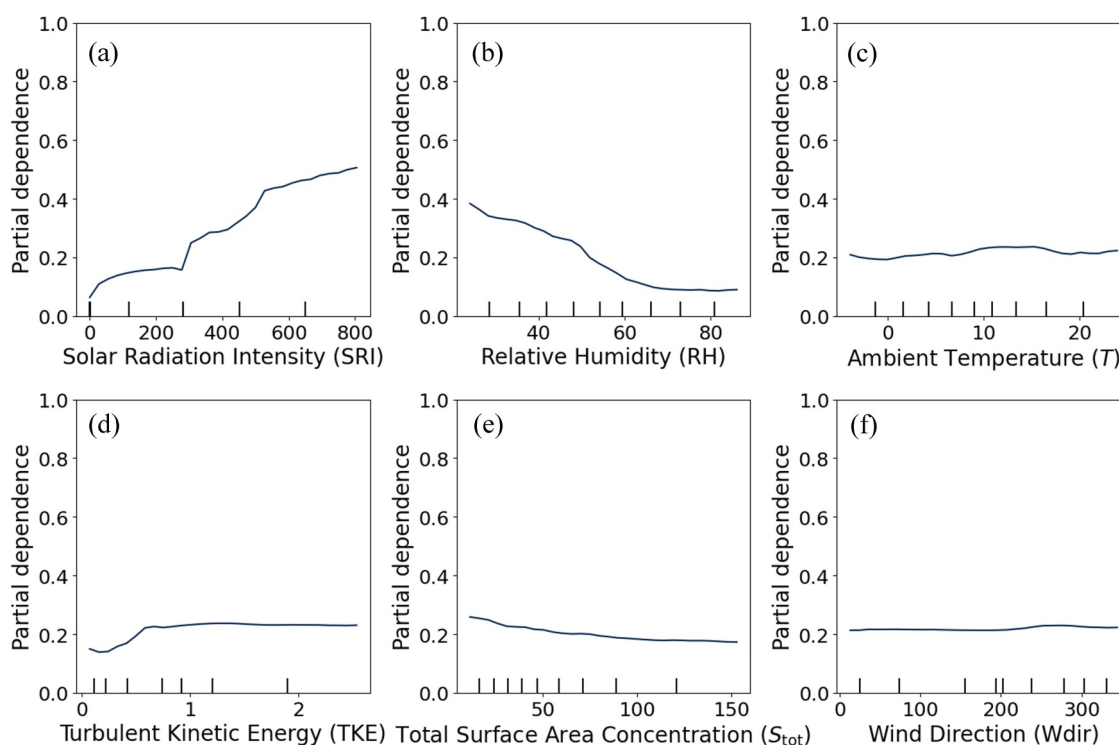 (a)
Partial dependence
1.0
0.8
0.6
0.4
0.2
0.0
0 200 400 600 800
Solar Radiation Intensity (SRI)
(b)
Partial dependence
1.0
0.8
0.6
0.4
0.2
0.0
40 60 80
Relative Humidity (RH)
(c)
Partial dependence
1.0
0.8
0.6
0.4
0.2
0.0
0 10 20
Ambient Temperature (T)
(d)
Partial dependence
1.0
0.8
0.6
0.4
0.2
0.0
0 1 2
Turbulent Kinetic Energy (TKE)
(e)
Partial dependence
1.0
0.8
0.6
0.4
0.2
0.0
50 100 150
Total Surface Area Concentration (Stot)
(f)
Partial dependence
1.0
0.8
0.6
0.4
0.2
0.0
0 100 200 300
Wind Direction (Wdir)